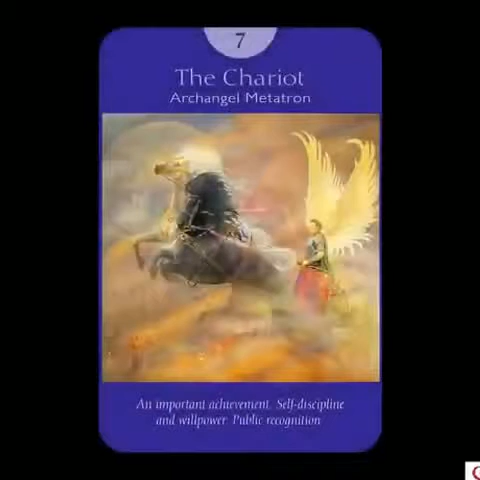 7
The Chariot
Archangel Metatron
An important achievement. Self-discipline
and willpower. Public recognition